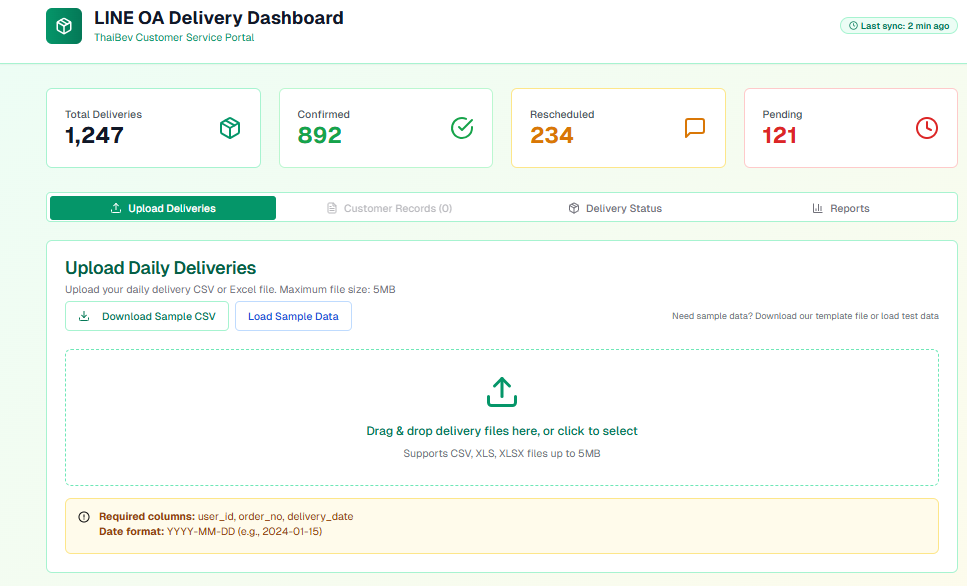 LINE OA Delivery Dashboard
ThaiBev Customer Service Portal
Last sync: 2 min ago
Total Deliveries
1,247
Confirmed
892
Rescheduled
234
Pending
121
Upload Deliveries
Customer Records (0)
Delivery Status
Reports
Upload Daily Deliveries
Upload your daily delivery CSV or Excel file. Maximum file size: 5MB
Download Sample CSV
Load Sample Data
Need sample data? Download our template file or load test data
Drag & drop delivery files here, or click to select
Supports CSV, XLS, XLSX files up to 5MB
Required columns: user_id, order_no, delivery_date
Date format: YYYY-MM-DD (e.g., 2024-01-15)